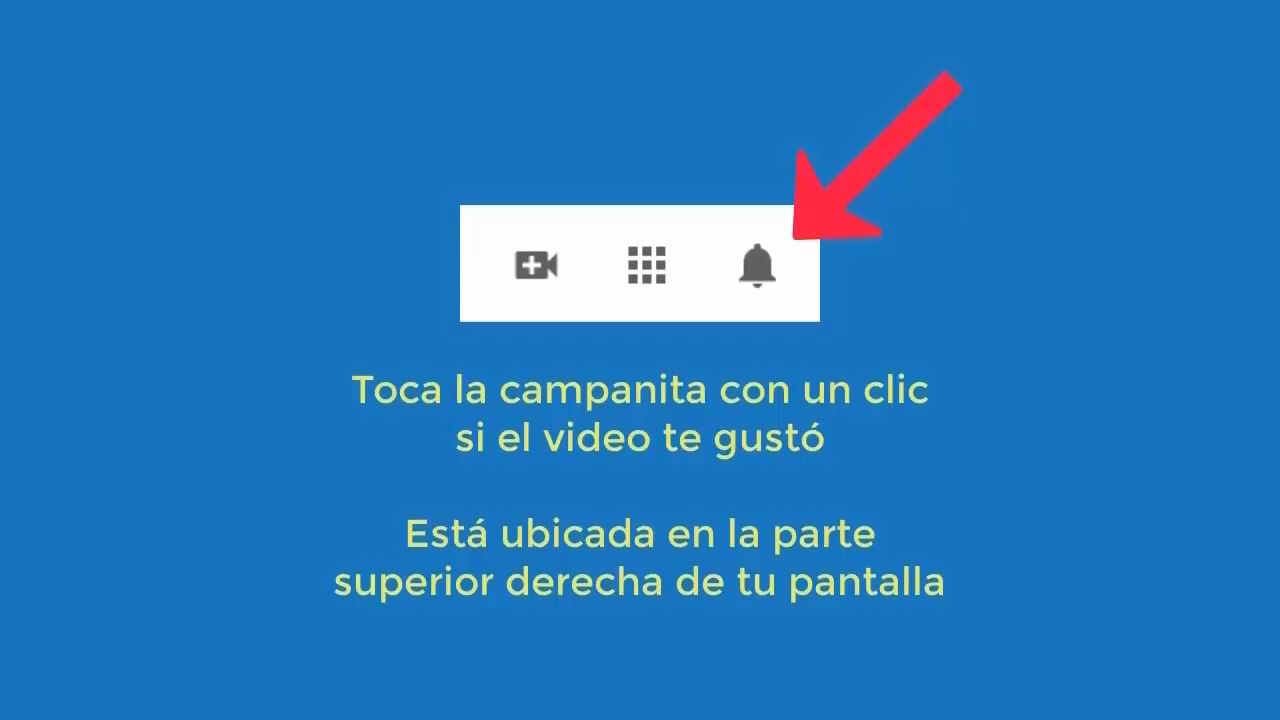 Toca la campanita con un clic
si el video te gustó
Está ubicada en la parte
superior derecha de tu pantalla